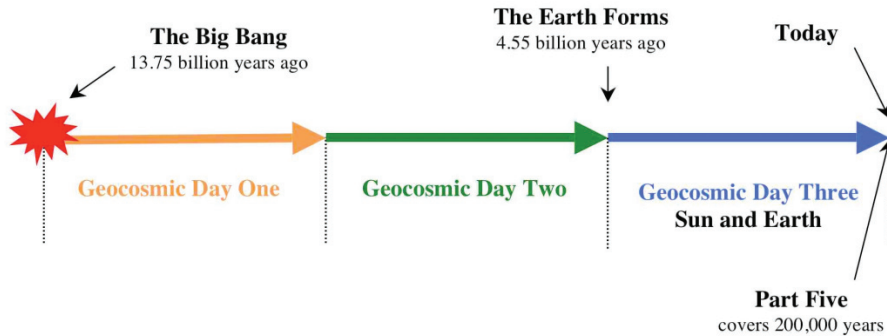 The Big Bang
13.75 billion years ago
The Earth Forms
4.55 billion years ago
Today
Geocosmic Day One
Geocosmic Day Two
Geocosmic Day Three
Sun and Earth
Part Five
covers 200,000 years